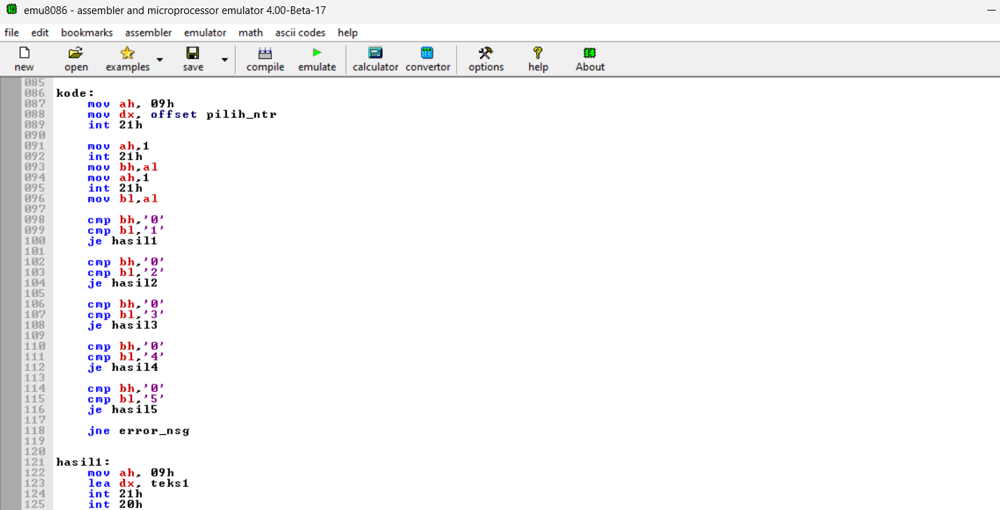 emu8086 - assembler and microprocessor emulator 4.00-Beta-17
file edit bookmarks assembler emulator math ascii codes help
new open examples save compile emulate calculator convertor options help About
085
086 kode:
087 mov ah, 09h
088 mov dx, offset pilih_ntr
089 int 21h
090
091 mov ah,1
092 int 21h
093 mov bh,al
094 mov ah,1
095 int 21h
096 mov bl,al
097
098 cmp bh,'0'
099 cmp bl,'1'
100 je hasil1
101
102 cmp bh,'0'
103 cmp bl,'2'
104 je hasil2
105
106 cmp bh,'0'
107 cmp bl,'3'
108 je hasil3
109
110 cmp bh,'0'
111 cmp bl,'4'
112 je hasil4
113
114 cmp bh,'0'
115 cmp bl,'5'
116 je hasil5
117
118 jne error_msg
119
120
121 hasil1:
122 mov ah, 09h
123 lea dx, teks1
124 int 21h
125 int 20h